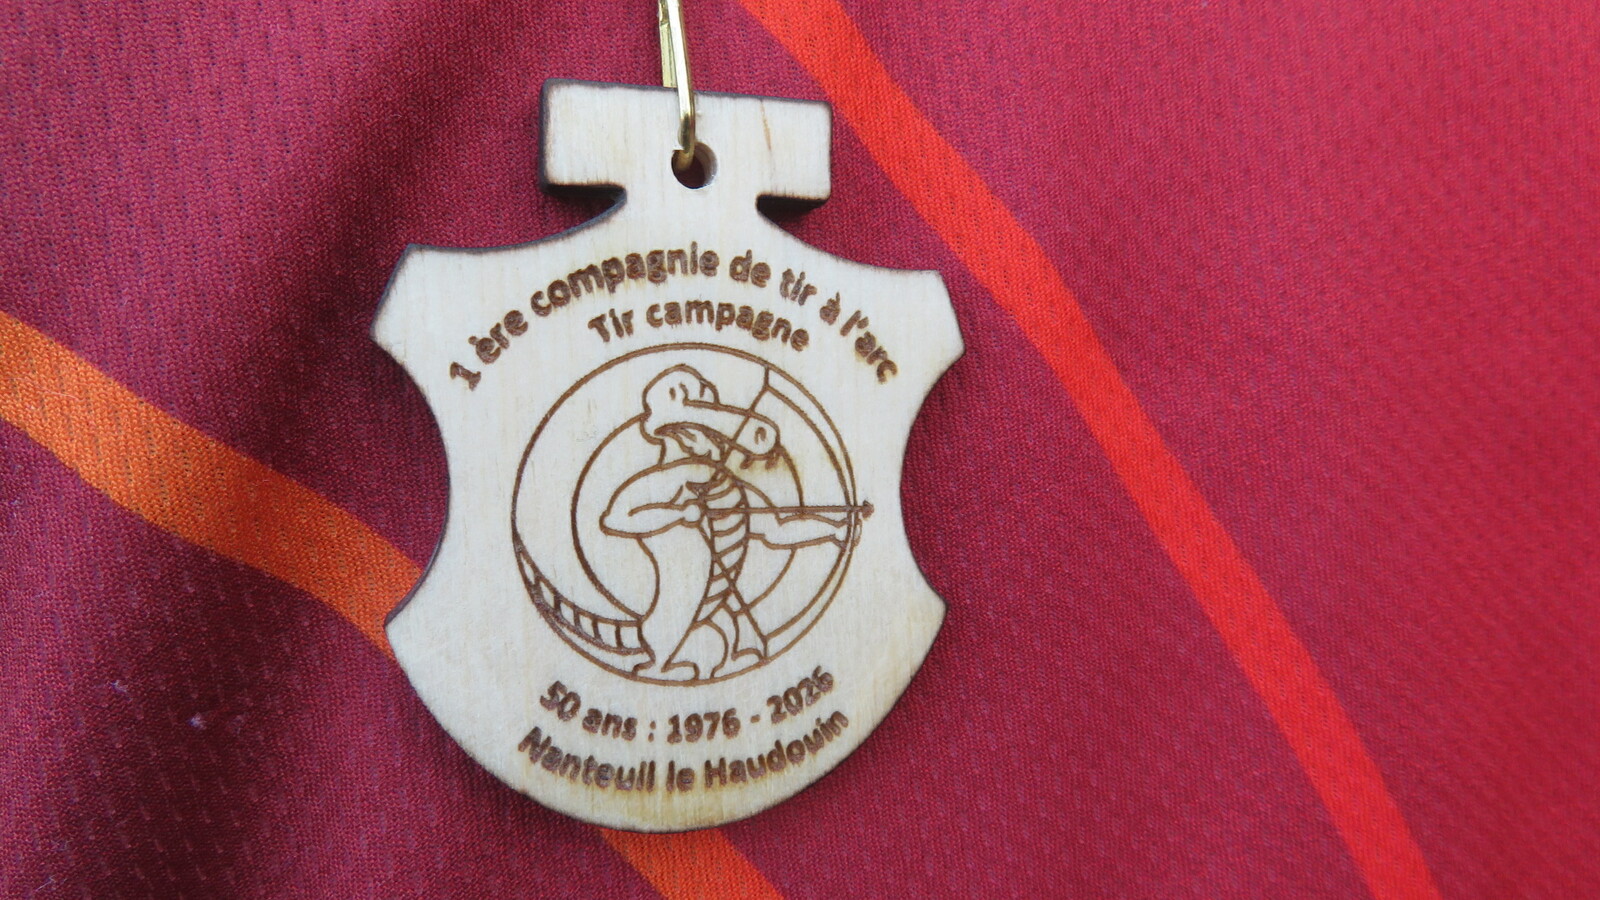 1 ère compagnie de tir à l'arc
Tir campagne
50 ans : 1976 - 2026
Nanteuil le Haudouin